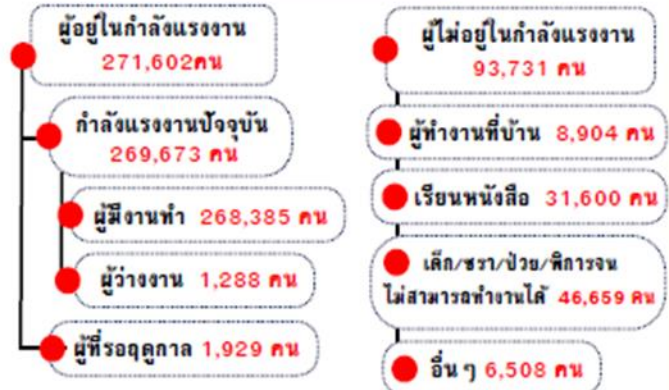 ผู้อยู่ในกำลังแรงงาน
271,602คน
กำลังแรงงานปัจจุบัน
269,673 คน
ผู้มีงานทำ 268,385 คน
ผู้ว่างงาน 1,288 คน
ผู้ที่รอฤดูกาล 1,929 คน
ผู้ไม่อยู่ในกำลังแรงงาน
93,731 คน
ผู้ทำงานที่บ้าน 8,904 คน
เรียนหนังสือ 31,600 คน
เด็ก/ชรา/ป่วย/พิการจน
ไม่สามารถทำงานได้ 46,659 คน
อื่นๆ 6,508 คน